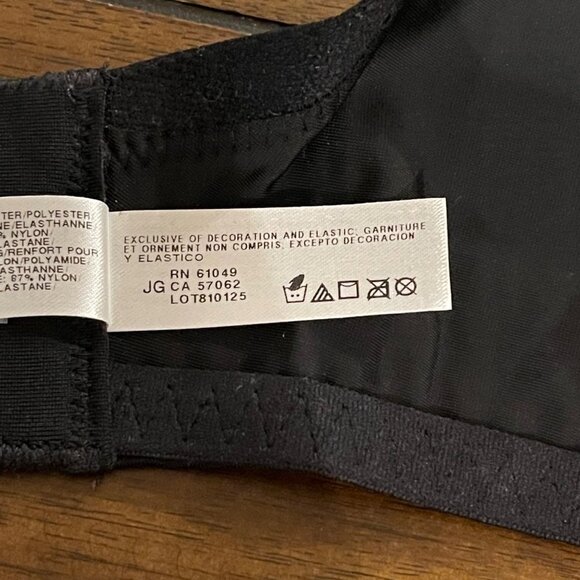 TER/POLYESTER
NE/ELASTHANNE/
% NYLON/
LASTANE/
G/RENFORT POUR
LON/POLYAMIDE
LASTHANNE/
E: 87% NYLON/
ELASTANE/
EXCLUSIVE OF DECORATION AND ELASTIC; GARNITURE
ET ORNEMENT NON COMPRIS; EXCEPTO DECORACION
Y ELASTICO
RN 61049
JG CA 57062
LOT810125